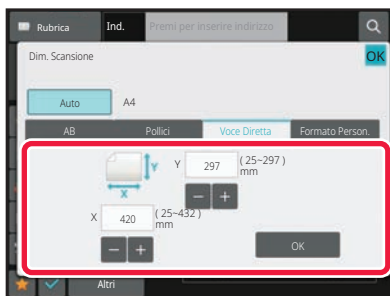 Rubrica Ind. Premi per inserire indirizzo
Dim. Scansione OK
Auto A4
AB Pollici Voce Diretta Formato Person.
Y Y 297 ( 25~297 ) mm
X
− +
X 420 ( 25~432 ) mm
− + OK
Altri